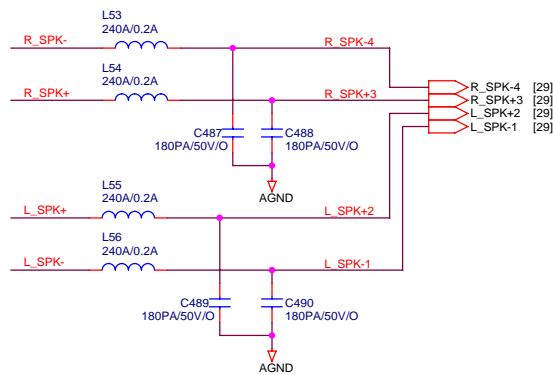 L53
240A/0.2A
R_SPK-
R_SPK-4
L54
240A/0.2A
R_SPK+
R_SPK+3
R_SPK-4 [29]
R_SPK+3 [29]
L_SPK+2 [29]
L_SPK-1 [29]
C487
180PA/50V/O
C488
180PA/50V/O
AGND
L55
240A/0.2A
L_SPK+
L_SPK+2
L56
240A/0.2A
L_SPK-
L_SPK-1
C489
180PA/50V/O
C490
180PA/50V/O
AGND